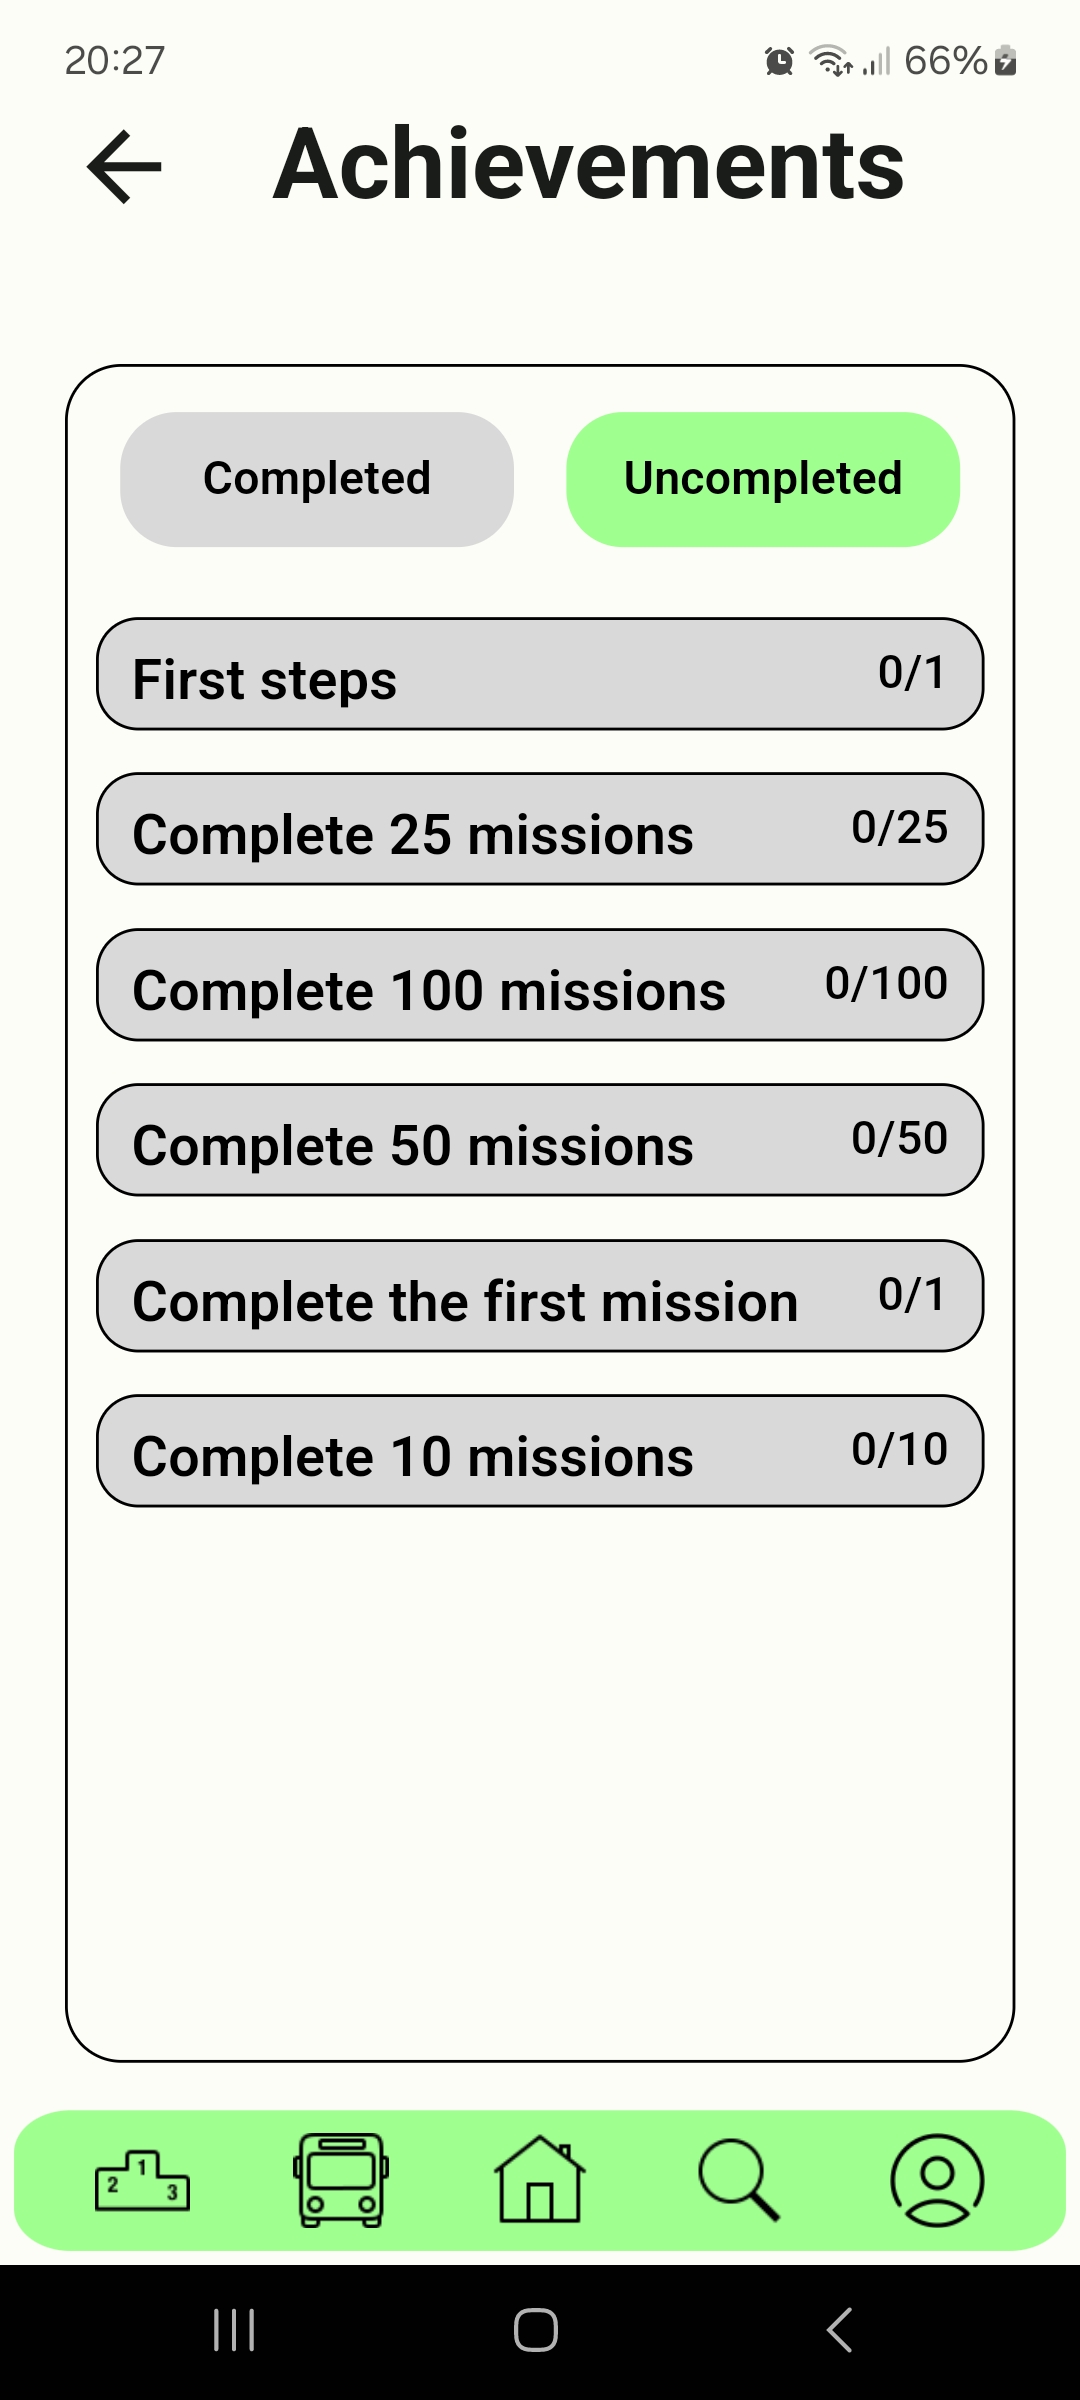 20:27 66%
Achievements
Completed Uncompleted
First steps 0/1
Complete 25 missions 0/25
Complete 100 missions 0/100
Complete 50 missions 0/50
Complete the first mission 0/1
Complete 10 missions 0/10
2 1 3